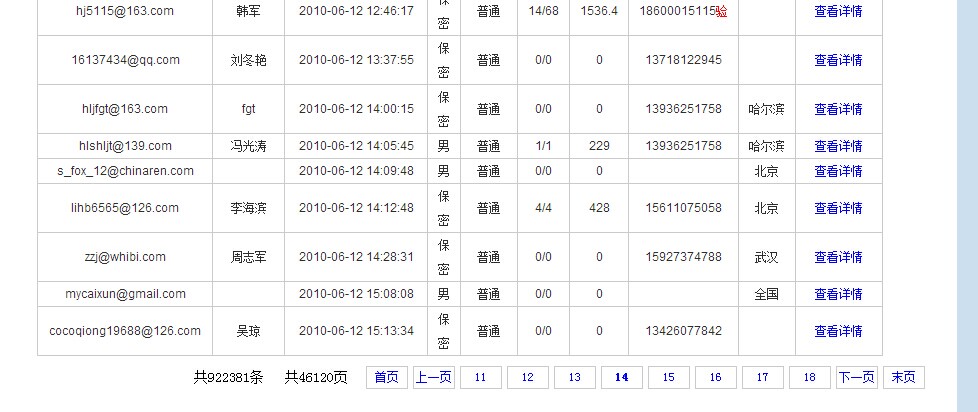 hj5115@163.com 韩军 2010-06-12 12:46:17 保密 普通 14/68 1536.4 18600015115验 查看详情
16137434@qq.com 刘冬艳 2010-06-12 13:37:55 保密 普通 0/0 0 13718122945 查看详情
hljfgt@163.com fgt 2010-06-12 14:00:15 保密 普通 0/0 0 13936251758 哈尔滨 查看详情
hlshljt@139.com 冯光涛 2010-06-12 14:05:45 男 普通 1/1 229 13936251758 哈尔滨 查看详情
s_fox_12@chinaren.com 2010-06-12 14:09:48 男 普通 0/0 0 北京 查看详情
lihb6565@126.com 李海滨 2010-06-12 14:12:48 保密 普通 4/4 428 15611075058 北京 查看详情
zzj@whibi.com 周志军 2010-06-12 14:28:31 保密 普通 0/0 0 15927374788 武汉 查看详情
mycaixun@gmail.com 2010-06-12 15:08:08 男 普通 0/0 0 全国 查看详情
cocoqiong19688@126.com 吴琼 2010-06-12 15:13:34 保密 普通 0/0 0 13426077842 查看详情
共922381条 共46120页 首页 上一页 11 12 13 14 15 16 17 18 下一页 末页